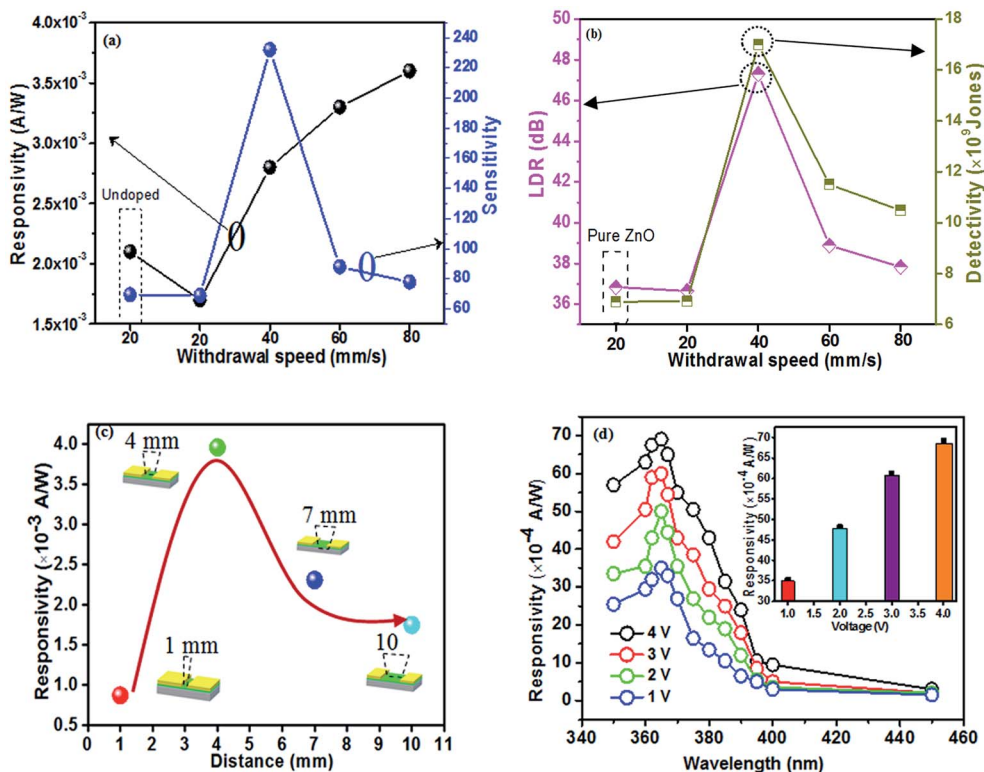 (a)
4.0x10⁻³
3.5x10⁻³
3.0x10⁻³
2.5x10⁻³
2.0x10⁻³
1.5x10⁻³
Responsivity (A/W)
Undoped
240
220
200
180
160
140
120
100
80
60
Sensitivity
20 20 40 60 80
Withdrawal speed (mm/s)
(b)
50
49
47
46
44
43
41
40
38
36
LDR (dB)
Pure ZnO
18
16
14
12
10
8
6
Detectivity (×10⁹ Jones)
20 20 40 60 80
Withdrawal speed (mm/s)
(c)
4.0
3.5
3.0
2.5
2.0
1.5
1.0
0.5
Responsivity (×10⁻³ A/W)
4 mm
7 mm
1 mm
10
0 1 2 3 4 5 6 7 8 9 10 11
Distance (mm)
(d)
70
60
50
40
30
20
10
0
Responsivity (×10⁻⁴ A/W)
4 V
3 V
2 V
1 V
70
65
60
55
50
45
40
35
30
Responsivity (×10⁻⁴ A/W)
1.0 1.5 2.0 2.5 3.0 3.5 4.0
Voltage (V)
340 360 380 400 420 440 460
Wavelength (nm)